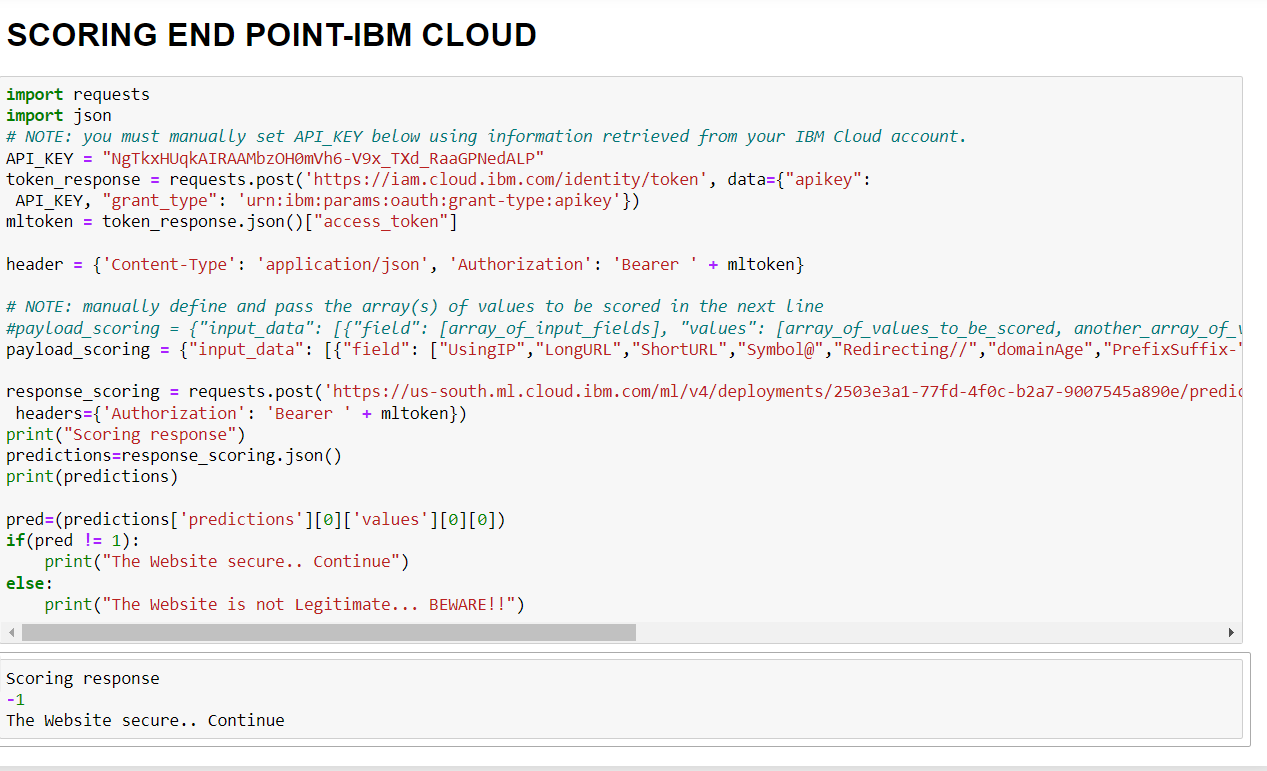 SCORING END POINT-IBM CLOUD
import requests
import json
# NOTE: you must manually set API_KEY below using information retrieved from your IBM Cloud account.
API_KEY = "NgTkxHUqkAIRAAMbzOH0mVh6-V9x_TXd_RaaGPNedALP"
token_response = requests.post('https://iam.cloud.ibm.com/identity/token', data={"apikey":
 API_KEY, "grant_type": 'urn:ibm:params:oauth:grant-type:apikey'})
mltoken = token_response.json()["access_token"]
header = {'Content-Type': 'application/json', 'Authorization': 'Bearer ' + mltoken}
# NOTE: manually define and pass the array(s) of values to be scored in the next line
#payload_scoring = {"input_data": [{"field": [array_of_input_fields], "values": [array_of_values_to_be_scored, another_array_of_v
payload_scoring = {"input_data": [{"field": ["UsingIP","LongURL","ShortURL","Symbol@","Redirecting//","domainAge","PrefixSuffix-"
response_scoring = requests.post('https://us-south.ml.cloud.ibm.com/ml/v4/deployments/2503e3a1-77fd-4f0c-b2a7-9007545a890e/predic
 headers={'Authorization': 'Bearer ' + mltoken})
print("Scoring response")
predictions=response_scoring.json()
print(predictions)
pred=(predictions['predictions'][0]['values'][0][0])
if(pred != 1):
    print("The Website secure.. Continue")
else:
    print("The Website is not Legitimate... BEWARE!!")
Scoring response
-1
The Website secure.. Continue